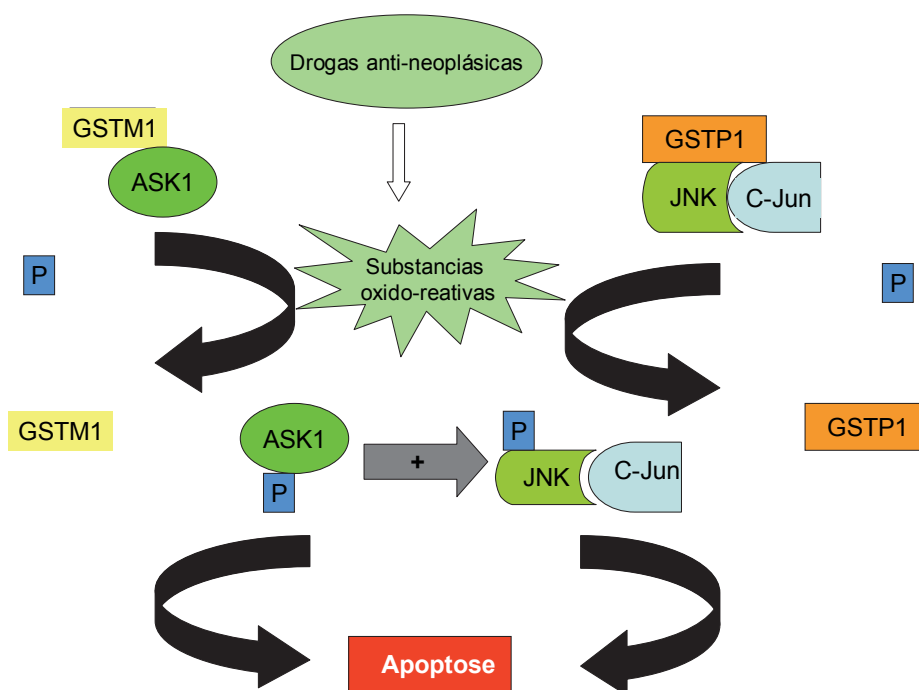 Drogas anti-neoplásicas
GSTM1
ASK1
GSTP1
JNK
C-Jun
P
Substancias
oxido-reativas
P
GSTM1
ASK1
P
+
P
JNK
C-Jun
GSTP1
Apoptose